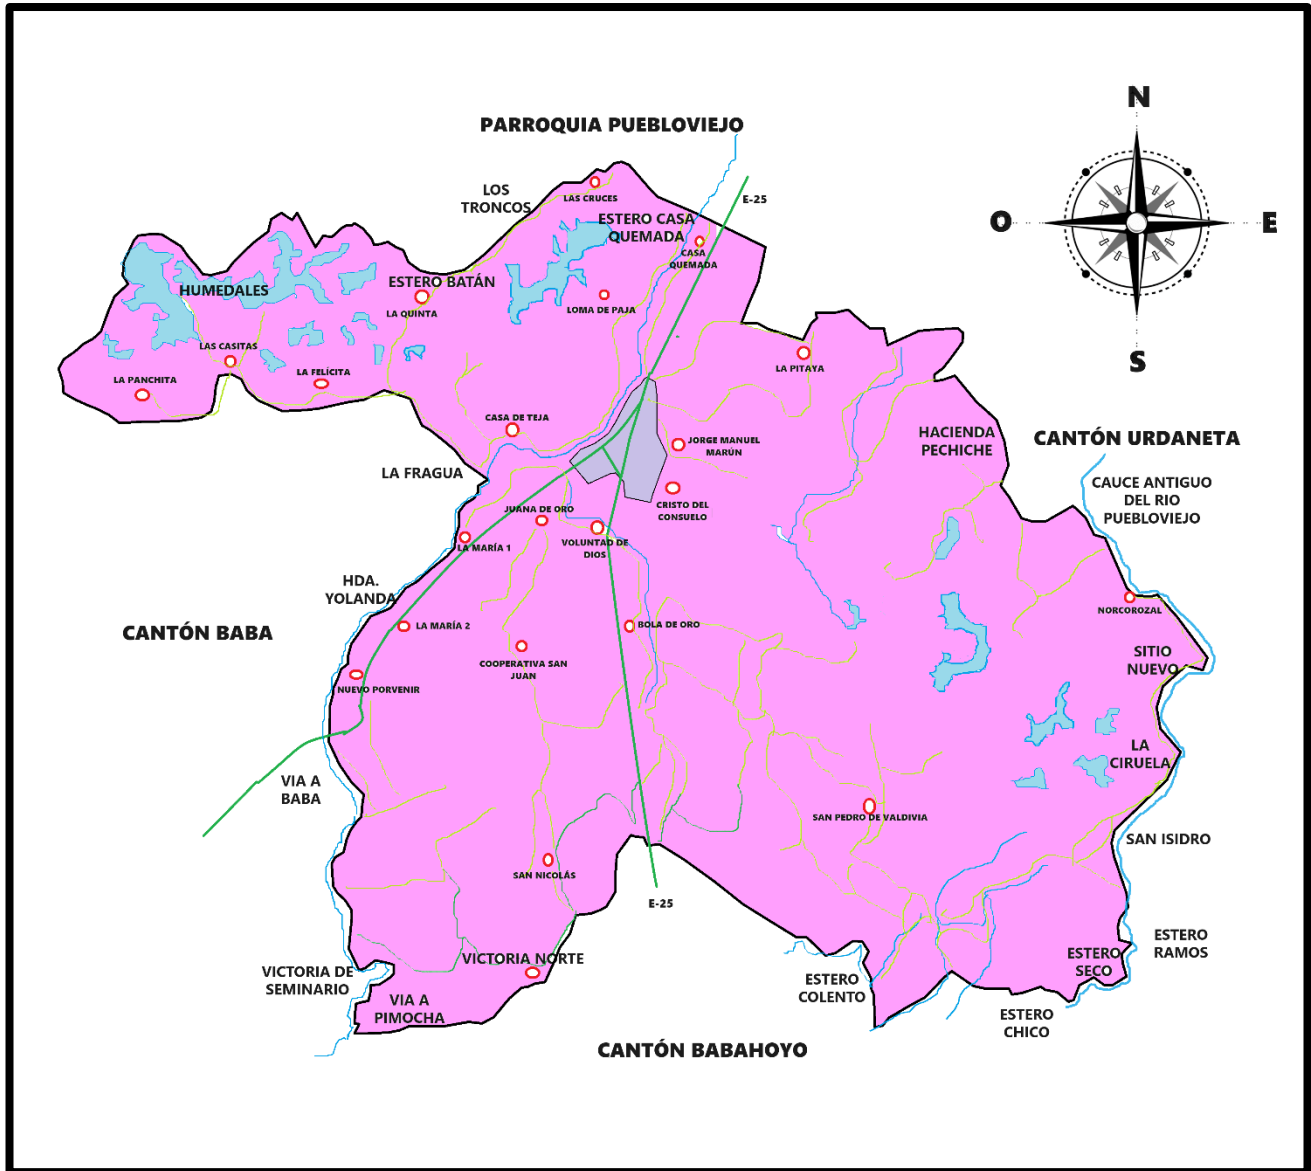 N
PARROQUIA PUEBLOVIEJO
LOS
TRONCOS
LAS CRUCES
E-25
ESTERO CASA
QUEMADA
O
E
CASA
QUEMADA
HUMEDALES
ESTERO BATÁN
LA QUINTA
LOMA DE PAJA
LAS CASITAS
S
LA PANCHITA
LA FELÍCITA
LA PITAYA
CASA DE TEJA
JORGE MANUEL
MARÚN
HACIENDA
PECHICHE
CANTÓN URDANETA
LA FRAGUA
CAUCE ANTIGUO
DEL RIO
PUEBLOVIEJO
CRISTO DEL
CONSUELO
JUANA DE ORO
LA MARÍA 1
VOLUNTAD DE
DIOS
HDA.
YOLANDA
NORCOROZAL
CANTÓN BABA
LA MARÍA 2
BOLA DE ORO
COOPERATIVA SAN
JUAN
SITIO
NUEVO
NUEVO PORVENIR
LA
CIRUELA
VIA A
BABA
SAN PEDRO DE VALDIVIA
SAN ISIDRO
SAN NICOLÁS
E-25
ESTERO
RAMOS
VICTORIA NORTE
ESTERO
SECO
VICTORIA DE
SEMINARIO
ESTERO
COLENTO
VIA A
PIMOCHA
ESTERO
CHICO
CANTÓN BABAHOYO